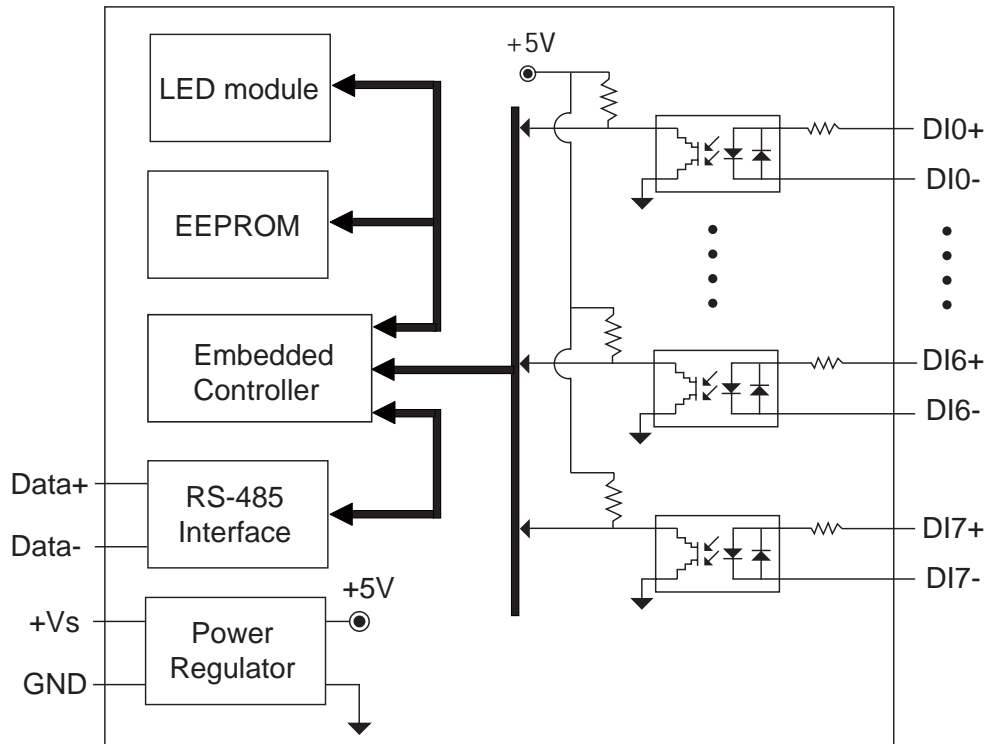 +5V
LED module
DI0+
DI0-
EEPROM
Embedded
Controller
DI6+
DI6-
Data+
RS-485
Interface
Data-
DI7+
DI7-
+5V
+Vs
Power
Regulator
GND